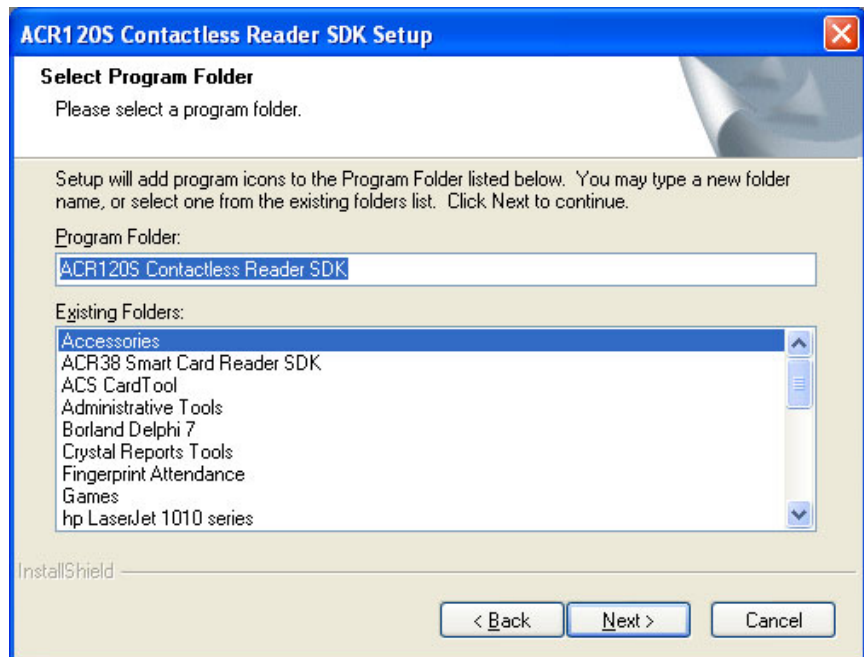 ACR120S Contactless Reader SDK Setup
Select Program Folder
Please select a program folder.
Setup will add program icons to the Program Folder listed below. You may type a new folder
name, or select one from the existing folders list. Click Next to continue.
Program Folder:
ACR120S Contactless Reader SDK
Existing Folders:
Accessories
ACR38 Smart Card Reader SDK
ACS CardTool
Administrative Tools
Borland Delphi 7
Crystal Reports Tools
Fingerprint Attendance
Games
hp LaserJet 1010 series
InstallShield
< Back Next > Cancel